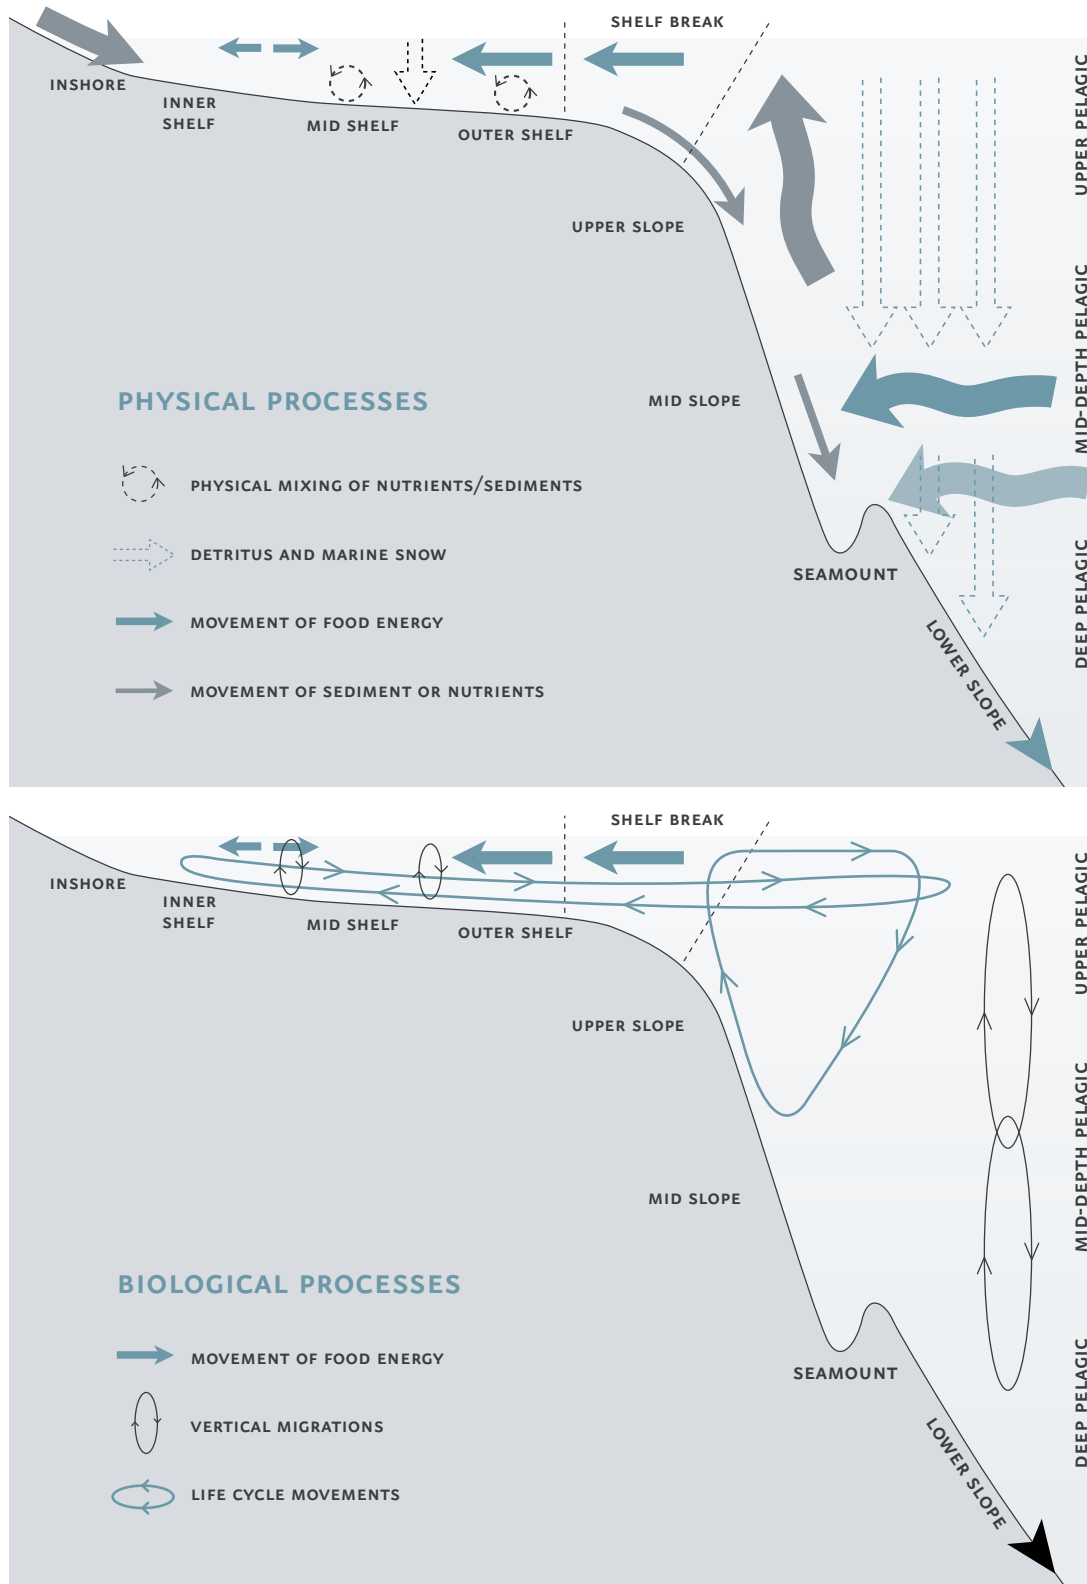 SHELF BREAK
INSHORE
INNER
SHELF
MID SHELF
OUTER SHELF
UPPER SLOPE
MID SLOPE
SEAMOUNT
LOWER SLOPE
UPPER PELAGIC
MID-DEPTH PELAGIC
DEEP PELAGIC
PHYSICAL PROCESSES
PHYSICAL MIXING OF NUTRIENTS/SEDIMENTS
DETRITUS AND MARINE SNOW
MOVEMENT OF FOOD ENERGY
MOVEMENT OF SEDIMENT OR NUTRIENTS
SHELF BREAK
INSHORE
INNER
SHELF
MID SHELF
OUTER SHELF
UPPER SLOPE
MID SLOPE
SEAMOUNT
LOWER SLOPE
UPPER PELAGIC
MID-DEPTH PELAGIC
DEEP PELAGIC
BIOLOGICAL PROCESSES
MOVEMENT OF FOOD ENERGY
VERTICAL MIGRATIONS
LIFE CYCLE MOVEMENTS